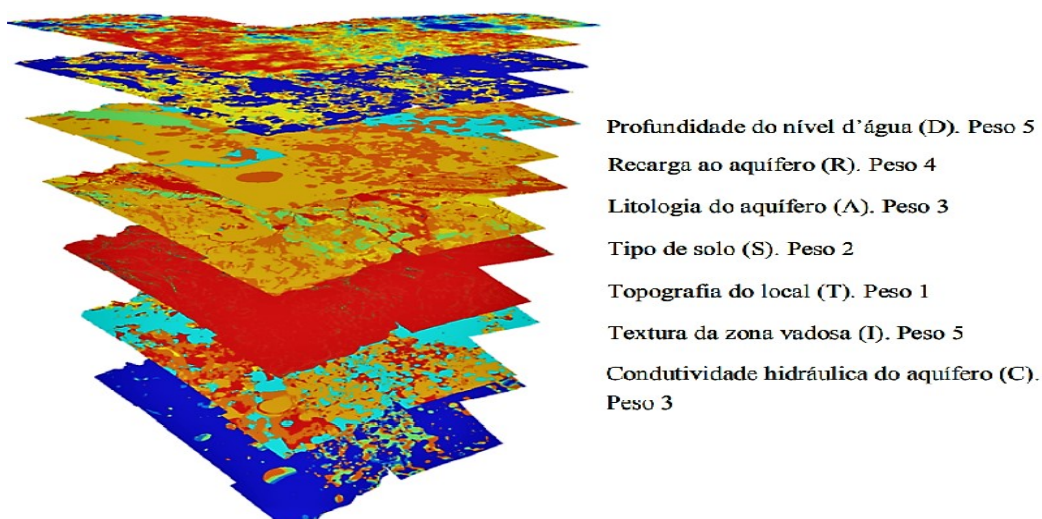 Profundidade do nível d'água (D). Peso 5
Recarga ao aquífero (R). Peso 4
Litologia do aquífero (A). Peso 3
Tipo de solo (S). Peso 2
Topografia do local (T). Peso 1
Textura da zona vadosa (I). Peso 5
Condutividade hidráulica do aquífero (C).
Peso 3